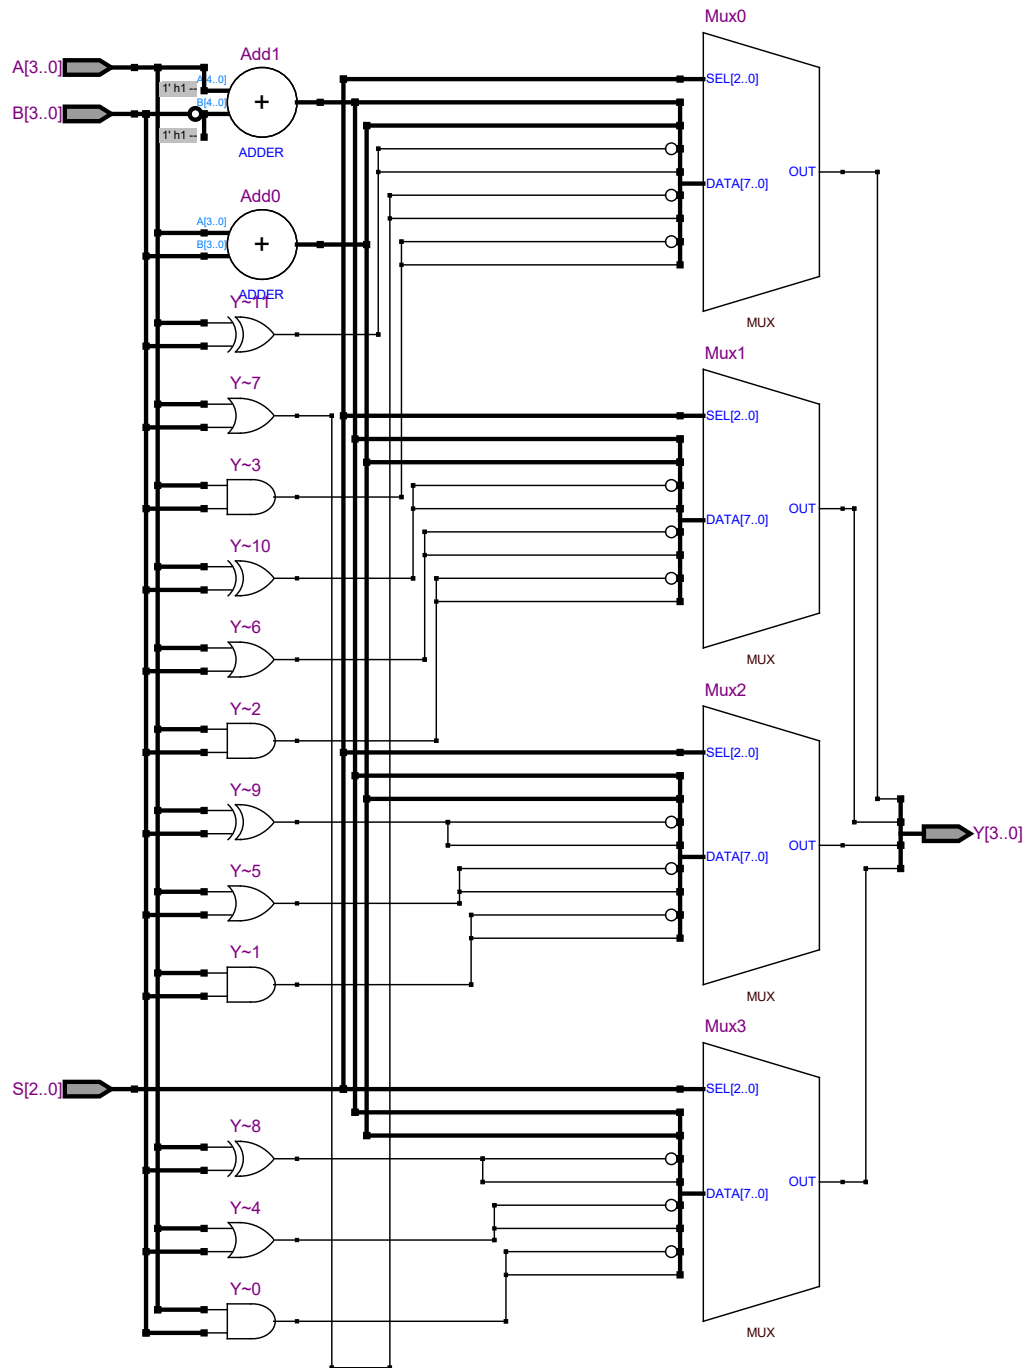 Mux0
Add1
A[3..0]
SEL[2..0]
A[4..0]
1' h1 --
B[4..0]
B[3..0]
+
1' h1 --
ADDER
OUT
DATA[7..0]
Add0
A[3..0]
B[3..0]
+
ADDER
Y~11
MUX
Mux1
Y~7
SEL[2..0]
Y~3
OUT
DATA[7..0]
Y~10
Y~6
MUX
Mux2
Y~2
SEL[2..0]
Y~9
Y[3..0]
OUT
DATA[7..0]
Y~5
Y~1
MUX
Mux3
S[2..0]
SEL[2..0]
Y~8
OUT
DATA[7..0]
Y~4
Y~0
MUX